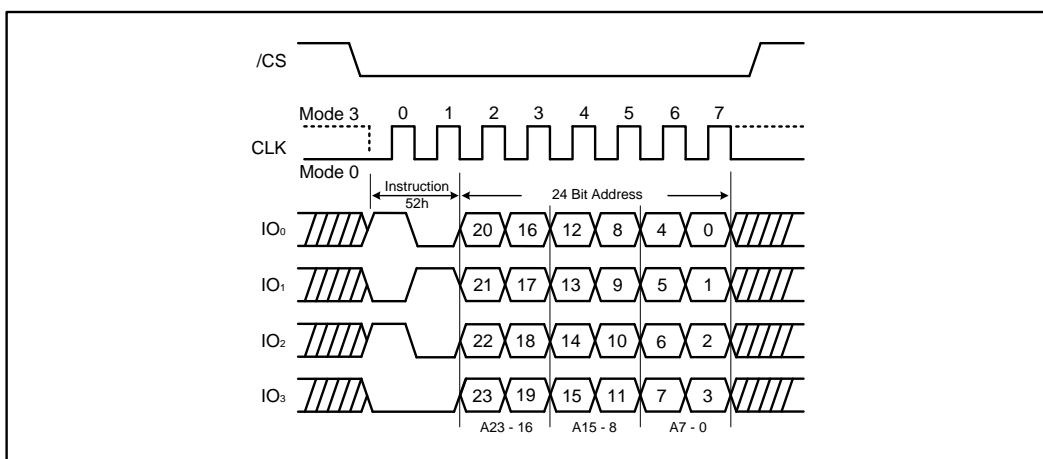 /CS
Mode 3 0 1 2 3 4 5 6 7
CLK
Mode 0
Instruction
52h
24 Bit Address
IO₀ 20 16 12 8 4 0
IO₁ 21 17 13 9 5 1
IO₂ 22 18 14 10 6 2
IO₃ 23 19 15 11 7 3
A23 - 16 A15 - 8 A7 - 0